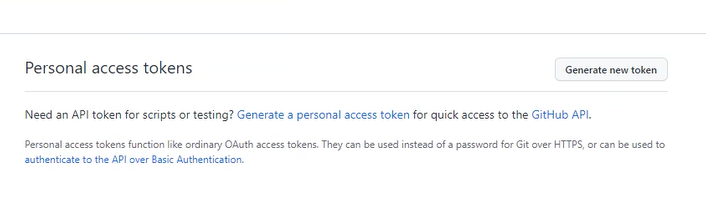 Personal access tokens
Generate new token
Need an API token for scripts or testing? Generate a personal access token for quick access to the GitHub API.
Personal access tokens function like ordinary OAuth access tokens. They can be used instead of a password for Git over HTTPS, or can be used to
authenticate to the API over Basic Authentication.